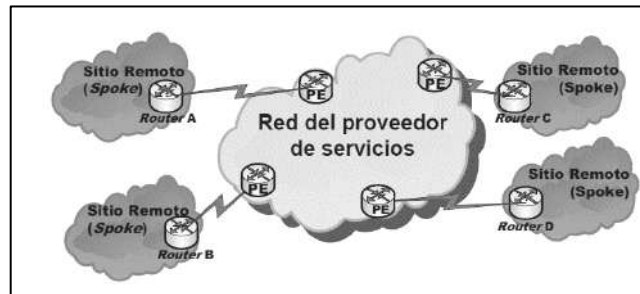 Sitio Remoto
(Spoke)
Router A
PE
PE
Sitio Remoto
(Spoke)
Router C
Red del proveedor
de servicios
PE
PE
Sitio Remoto
(Spoke)
Router B
Sitio Remoto
(Spoke)
Router D